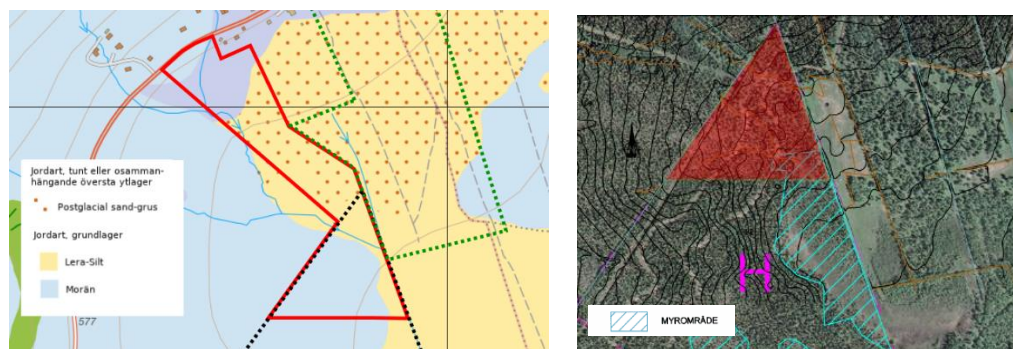 Jordart, tunt eller osamman-
hängande översta ytlager
Postglacial sand-grus
Jordart, grundlager
Lera-Silt
Morän
577
H
MYROMRÅDE